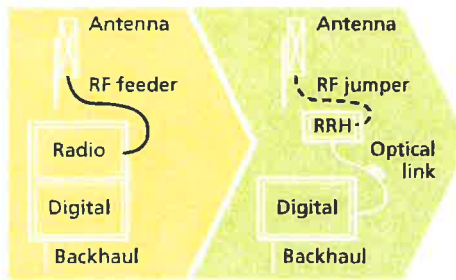 Antenna
RF feeder
Radio
Digital
Backhaul
Antenna
RF jumper
RRH
Optical
link
Digital
Backhaul